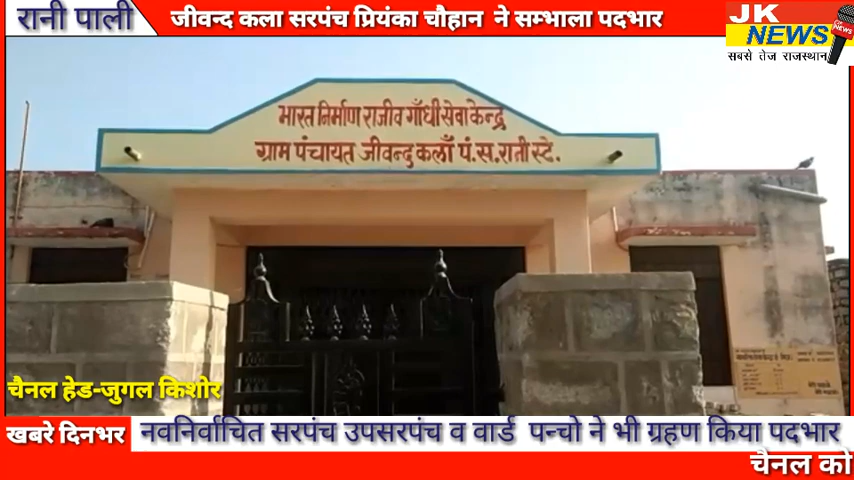 रानी पाली
जीवन्द कला सरपंच प्रियंका चौहान ने सम्भाला पदभार
JK
NEWS
सबसे तेज राजस्थान
भारत निर्माण राजीव गाँधी सेवा केन्द्र
ग्राम पंचायत जीवन्दकलाँ पं.स.रानी स्टे.
चैनल हेड-जुगल किशोर
खबरे दिनभर
नवनिर्वाचित सरपंच उपसरपंच व वार्ड पन्चो ने भी ग्रहण किया पदभार
चैनल को